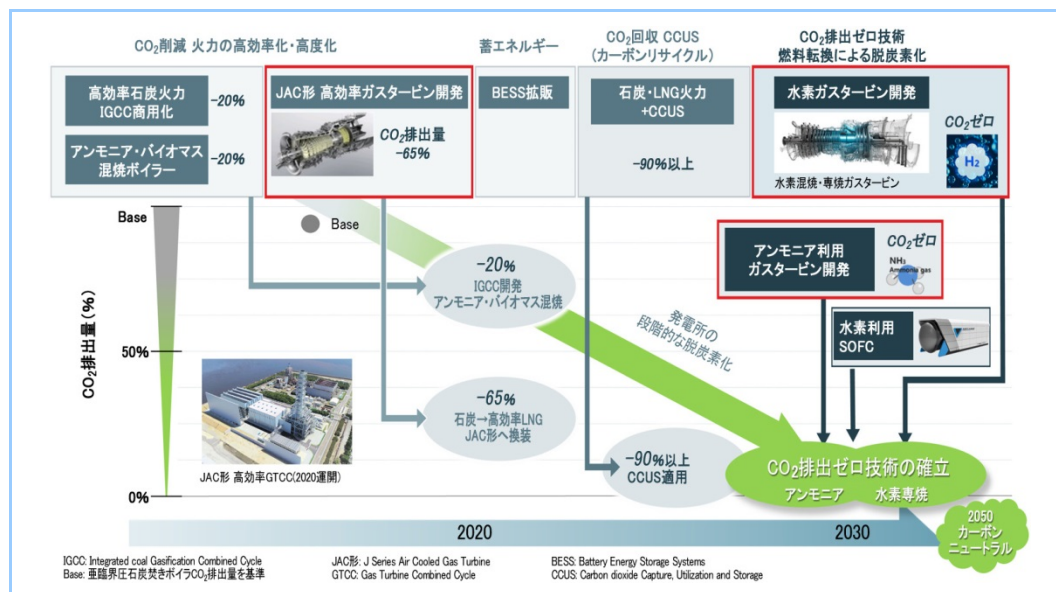 CO₂削減 火力の高効率化・高度化
蓄エネルギー
CO₂回収 CCUS
(カーボンリサイクル)
CO₂排出ゼロ技術
燃料転換による脱炭素化
高効率石炭火力
IGCC商用化
-20%
アンモニア・バイオマス
混焼ボイラー
-20%
JAC形 高効率ガスタービン開発
CO₂排出量
-65%
BESS拡販
石炭・LNG火力
+CCUS
-90%以上
水素ガスタービン開発
CO₂ゼロ
H₂
水素混焼・専焼ガスタービン
Base
Base
-20%
IGCC開発
アンモニア・バイオマス混焼
アンモニア利用
ガスタービン開発
CO₂ゼロ
NH₃
Ammonia gas
水素利用
SOFC
発電所の
段階的な脱炭素化
CO₂排出量(%)
50%
0%
JAC形 高効率GTCC(2020運開)
-65%
石炭→高効率LNG
JAC形へ換装
-90%以上
CCUS適用
CO₂排出ゼロ技術の確立
アンモニア 水素専焼
2020
2030
2050
カーボン
ニュートラル
IGCC: Integrated coal Gasification Combined Cycle
Base: 亜臨界圧石炭焚きボイラCO₂排出量を基準
JAC形: J Series Air Cooled Gas Turbine
GTCC: Gas Turbine Combined Cycle
BESS: Battery Energy Storage Systems
CCUS: Carbon dioxide Capture, Utilization and Storage